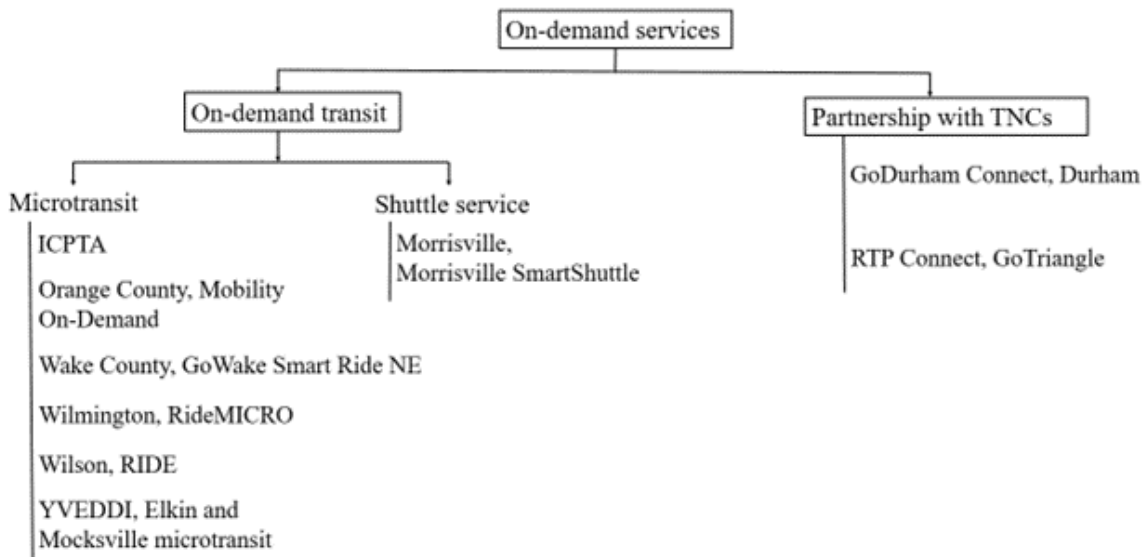 On-demand services
On-demand transit
Partnership with TNCs
Microtransit
ICPTA
Orange County, Mobility
On-Demand
Wake County, GoWake Smart Ride NE
Wilmington, RideMICRO
Wilson, RIDE
YVEDDI, Elkin and
Mocksville microtransit
Shuttle service
Morrisville,
Morrisville SmartShuttle
GoDurham Connect, Durham
RTP Connect, GoTriangle